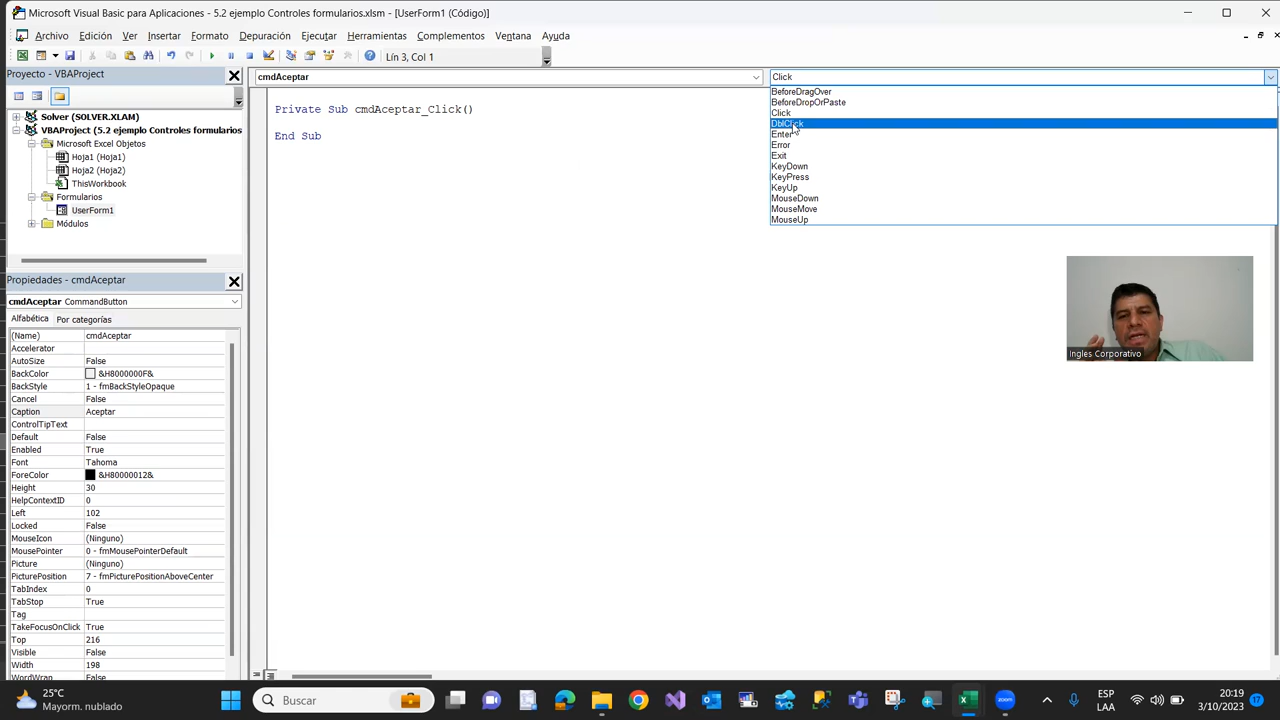 Microsoft Visual Basic para Aplicaciones - 5.2 ejemplo Controles formularios.xlsm - [UserForm1 (Código)]
Archivo Edición Ver Insertar Formato Depuración Ejecutar Herramientas Complementos Ventana Ayuda
Lín 3, Col 1
Proyecto - VBAProject
cmdAceptar
Click
Solver (SOLVER.XLAM)
VBAProject (5.2 ejemplo Controles formularios
Microsoft Excel Objetos
Hoja1 (Hoja1)
Hoja2 (Hoja2)
ThisWorkbook
Formularios
UserForm1
Módulos
Private Sub cmdAceptar_Click()
End Sub
BeforeDragOver
BeforeDropOrPaste
Click
DblClick
Enter
Error
Exit
KeyDown
KeyPress
KeyUp
MouseDown
MouseMove
MouseUp
Propiedades - cmdAceptar
cmdAceptar CommandButton
Alfabética Por categorías
(Name) cmdAceptar
Accelerator
AutoSize False
BackColor &H8000000F&
BackStyle 1 - fmBackStyleOpaque
Cancel False
Caption Aceptar
ControlTipText
Default False
Enabled True
Font Tahoma
ForeColor &H80000012&
Height 30
HelpContextID 0
Left 102
Locked False
MouseIcon (Ninguno)
MousePointer 0 - fmMousePointerDefault
Picture (Ninguno)
PicturePosition 7 - fmPicturePositionAboveCenter
TabIndex 0
TabStop True
Tag
TakeFocusOnClick True
Top 216
Visible False
Width 198
WordWrap False
Ingles Corporativo
25°C
Mayorm. nublado
Buscar
ESP
LAA
20:19
3/10/2023